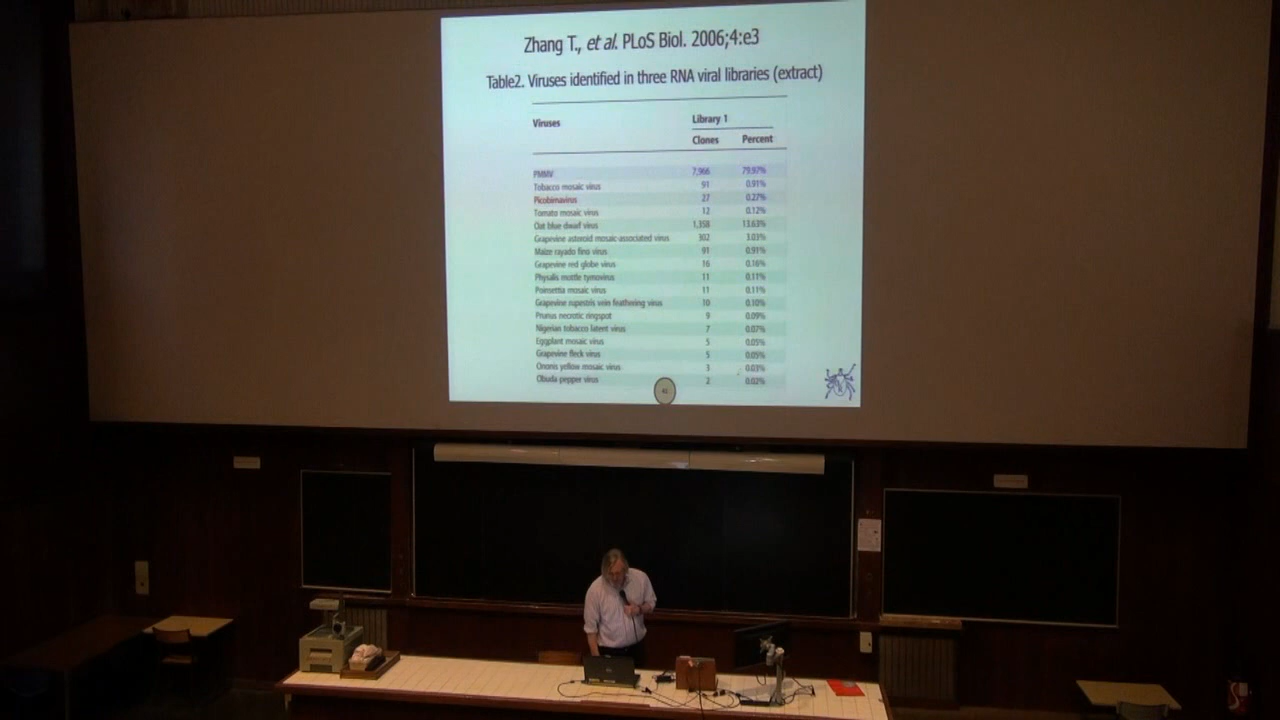 Zhang T., et al. PLoS Biol. 2006;4:e3
Table2. Viruses identified in three RNA viral libraries (extract)
Viruses Library 1
Clones Percent
PMMV 7,966 79.97%
Tobacco mosaic virus 91 0.91%
Picobirnavirus 27 0.27%
Tomato mosaic virus 12 0.12%
Oat blue dwarf virus 1,358 13.63%
Grapevine asteroid mosaic-associated virus 302 3.03%
Maize rayado fino virus 91 0.91%
Grapevine red globe virus 16 0.16%
Physalis mottle tymovirus 11 0.11%
Poinsettia mosaic virus 11 0.11%
Grapevine rupestris vein feathering virus 10 0.10%
Prunus necrotic ringspot 9 0.09%
Nigerian tobacco latent virus 7 0.07%
Eggplant mosaic virus 5 0.05%
Grapevine fleck virus 5 0.05%
Ononis yellow mosaic virus 3 0.03%
Obuda pepper virus 2 0.02%